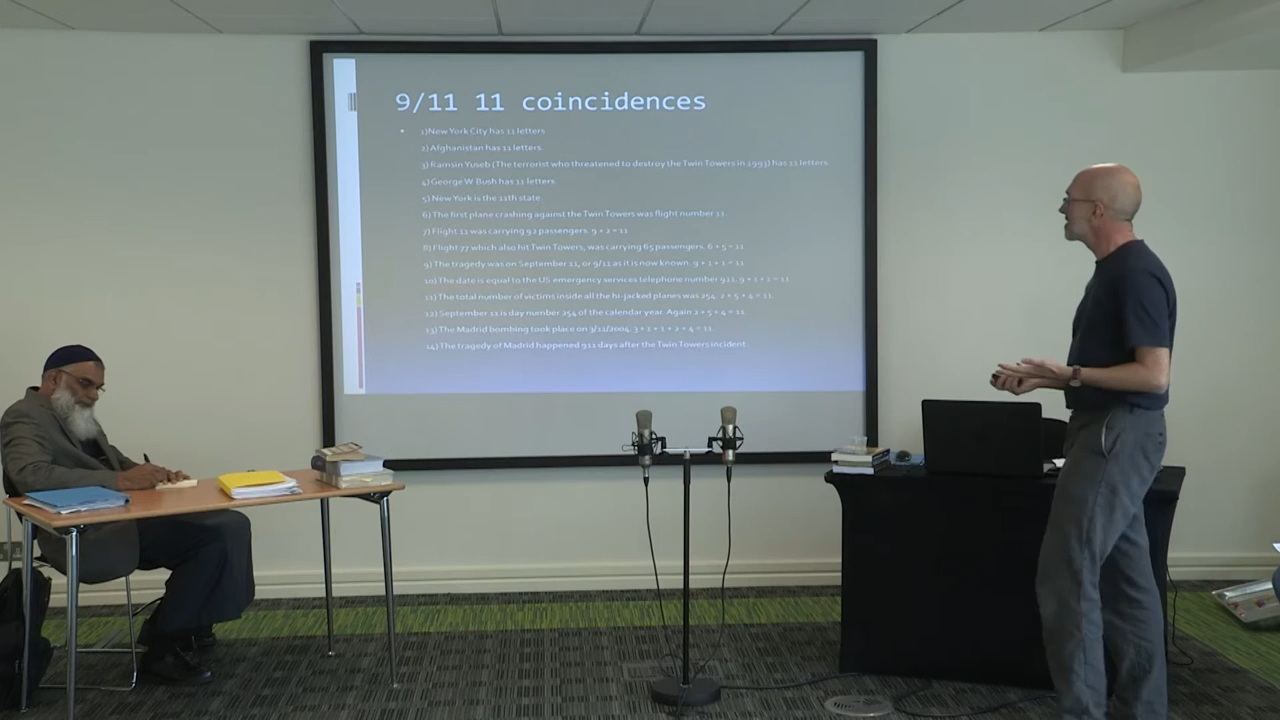 9/11 11 coincidences
1)New York City has 11 letters
2) Afghanistan has 11 letters.
3) Ramsin Yuseb (The terrorist who threatened to destroy the Twin Towers in 1993) has 11 letters.
4) George W Bush has 11 letters.
5) New York is the 11th state.
6) The first plane crashing against the Twin Towers was flight number 11.
7) Flight 11 was carrying 92 passengers. 9 + 2 = 11
8) Flight 77 which also hit Twin Towers, was carrying 65 passengers. 6 + 5 = 11
9) The tragedy was on September 11, or 9/11 as it is now known. 9 + 1 + 1 = 11
10) The date is equal to the US emergency services telephone number 911. 9 + 1 + 1 = 11
11) The total number of victims inside all the hi-jacked planes was 254. 2 + 5 + 4 = 11.
12) September 11 is day number 254 of the calendar year. Again 2 + 5 + 4 = 11.
13) The Madrid bombing took place on 3/11/2004. 3 + 1 + 1 + 2 + 4 = 11.
14) The tragedy of Madrid happened 911 days after the Twin Towers incident.